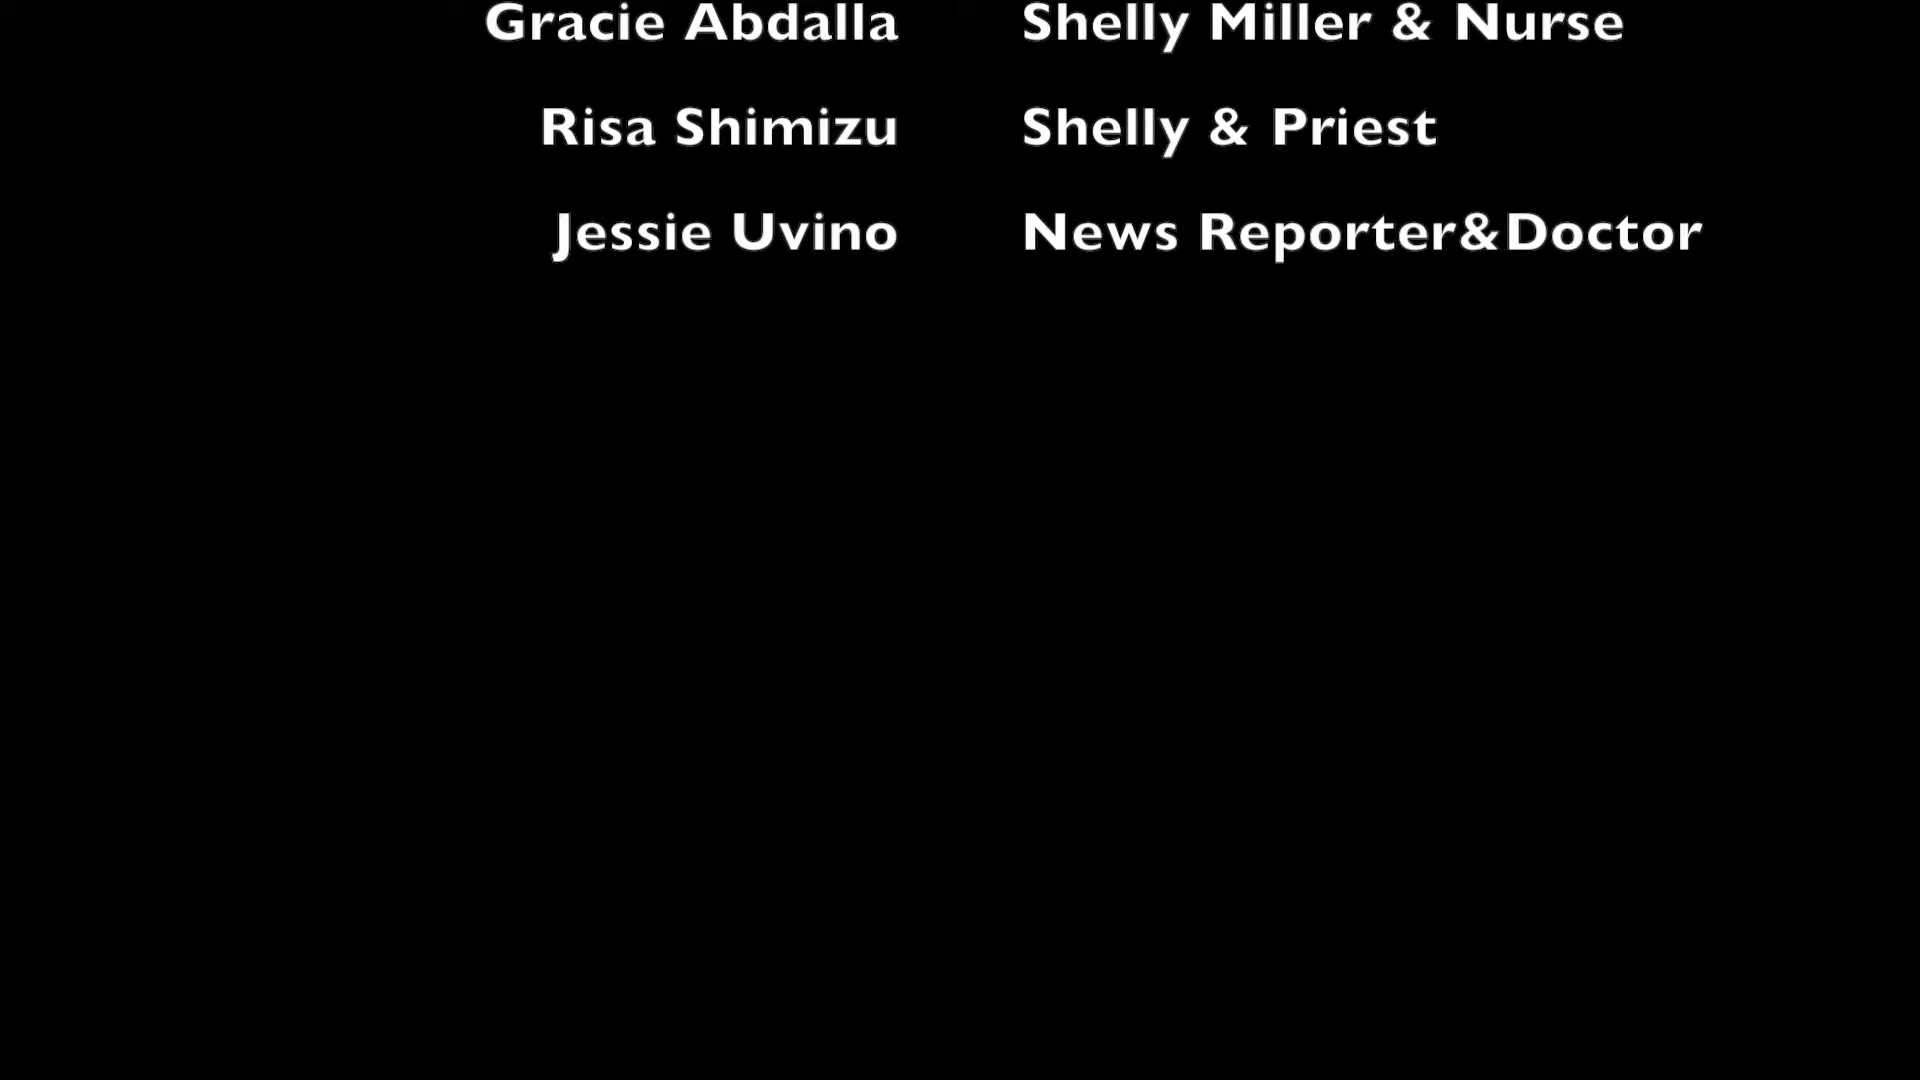 Gracie Abdalla Shelly Miller & Nurse
Risa Shimizu Shelly & Priest
Jessie Uvino News Reporter&Doctor